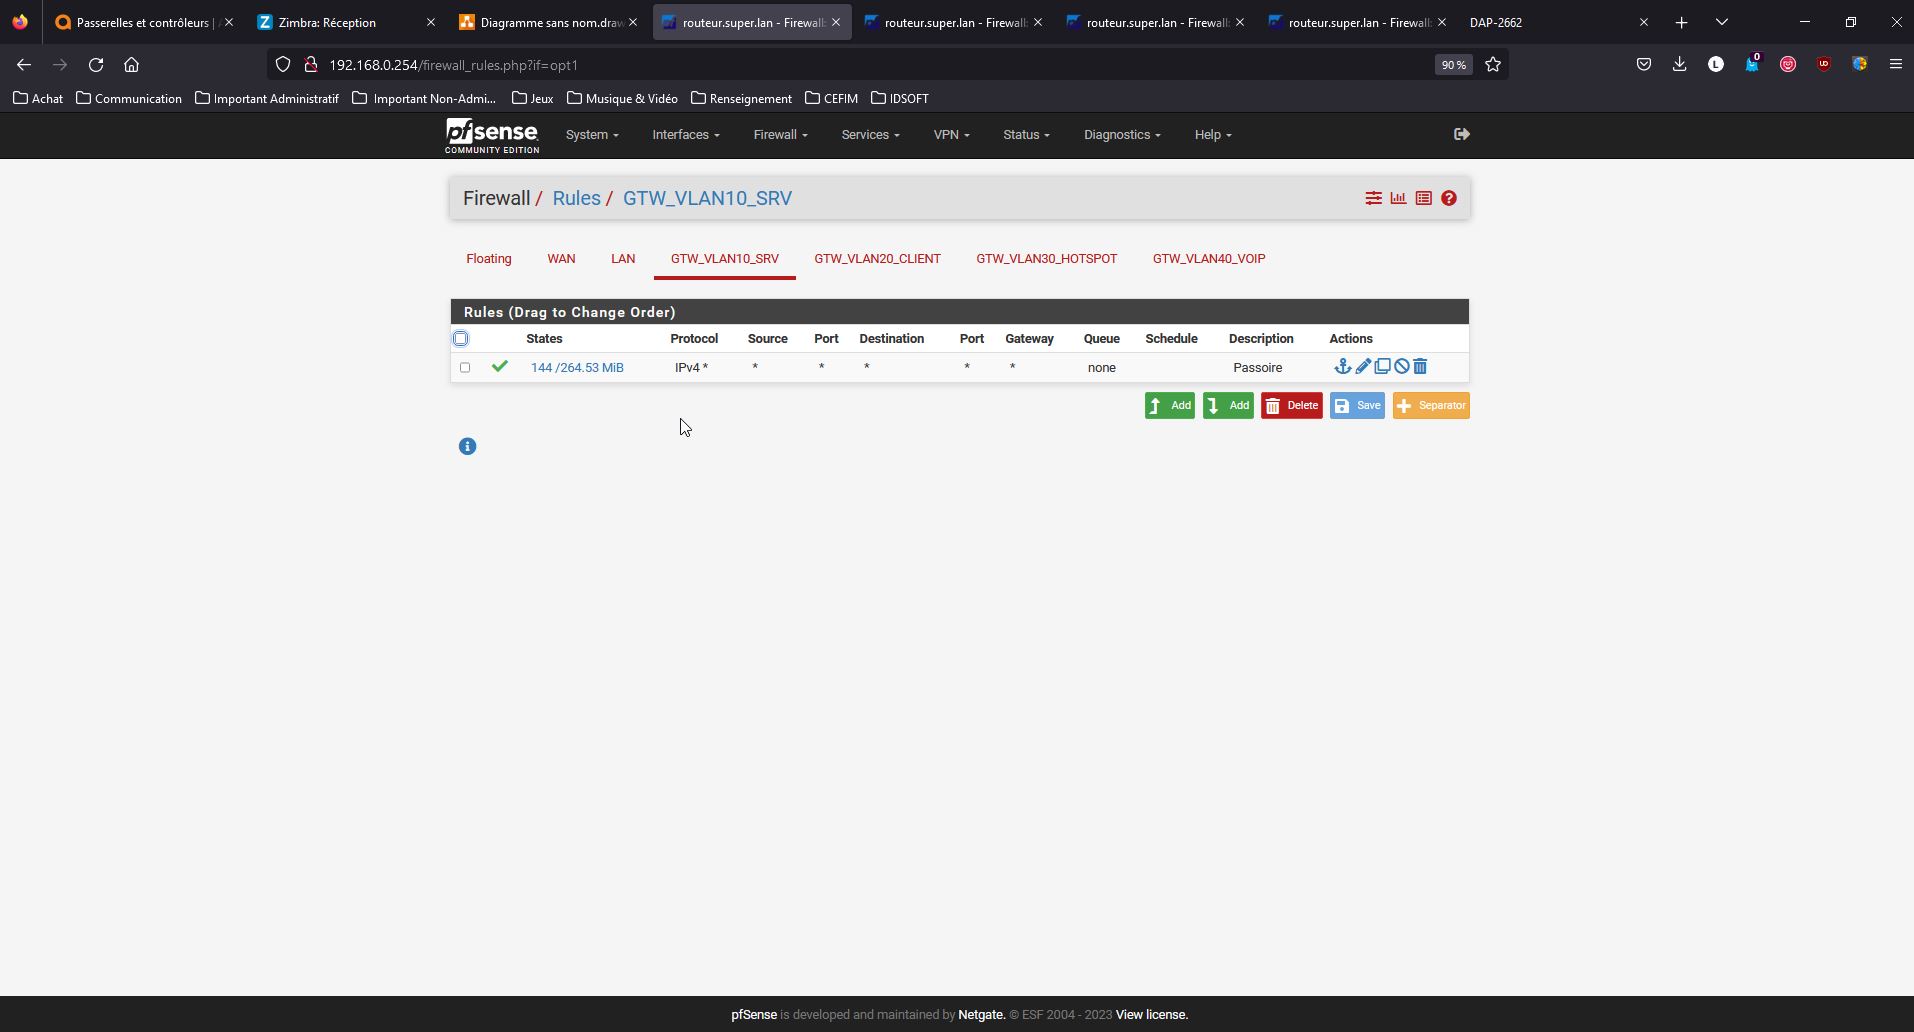 Passerelles et contrôleurs | Zimbra: Réception Diagramme sans nom.draw routeur.super.lan - Firewall: routeur.super.lan - Firewall: routeur.super.lan - Firewall: routeur.super.lan - Firewall: DAP-2662
192.168.0.254/firewall_rules.php?if=opt1 90 % L 0
Achat Communication Important Administratif Important Non-Admi... Jeux Musique & Vidéo Renseignement CEFIM IDSOFT
pfsense System Interfaces Firewall Services VPN Status Diagnostics Help
COMMUNITY EDITION
Firewall / Rules / GTW_VLAN10_SRV
Floating WAN LAN GTW_VLAN10_SRV GTW_VLAN20_CLIENT GTW_VLAN30_HOTSPOT GTW_VLAN40_VOIP
Rules (Drag to Change Order)
States Protocol Source Port Destination Port Gateway Queue Schedule Description Actions
144 /264.53 MiB IPv4 * * * * * * none Passoire
Add Add Delete Save Separator
pfSense is developed and maintained by Netgate. © ESF 2004 - 2023 View license.